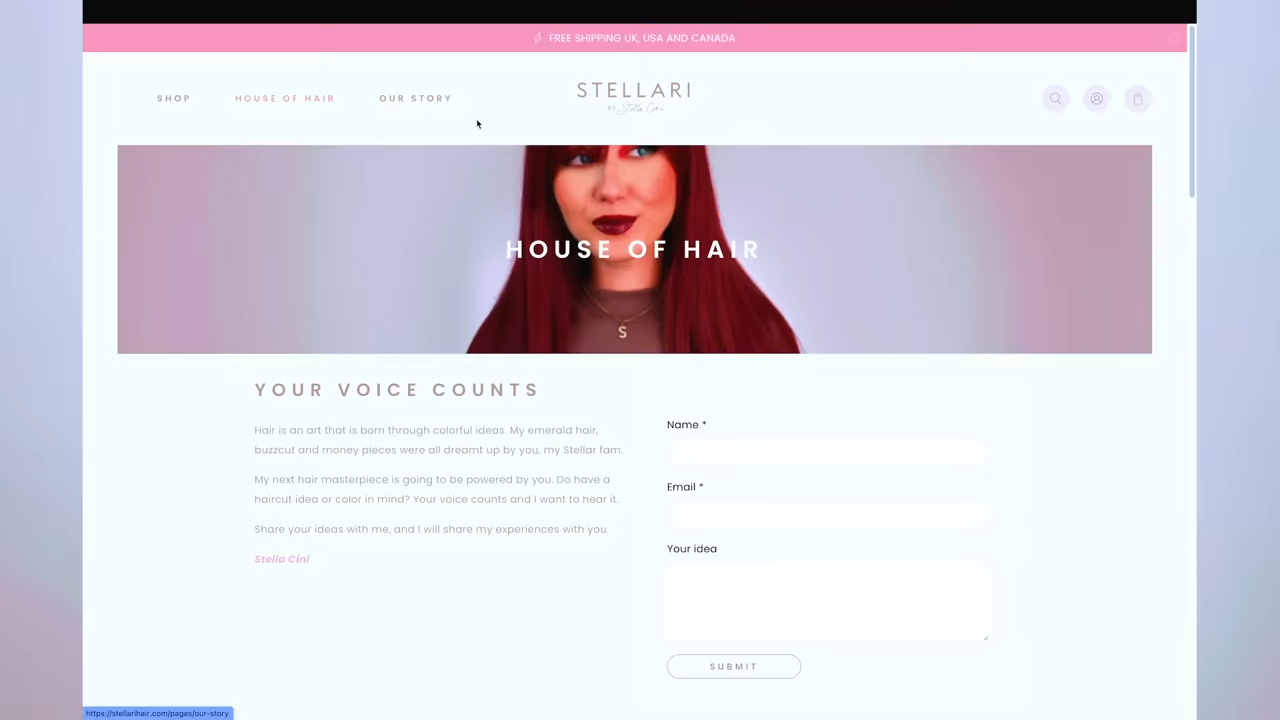 FREE SHIPPING UK, USA AND CANADA
SHOP
HOUSE OF HAIR
OUR STORY
STELLARI
BY Stella Cini
HOUSE OF HAIR
S
YOUR VOICE COUNTS
Hair is an art that is born through colorful ideas. My emerald hair,
buzzcut and money pieces were all dreamt up by you, my Stellar fam.
My next hair masterpiece is going to be powered by you. Do have a
haircut idea or color in mind? Your voice counts and I want to hear it.
Share your ideas with me, and I will share my experiences with you.
Stella Cini
Name *
Email *
Your idea
SUBMIT
https://stellarihair.com/pages/our-story